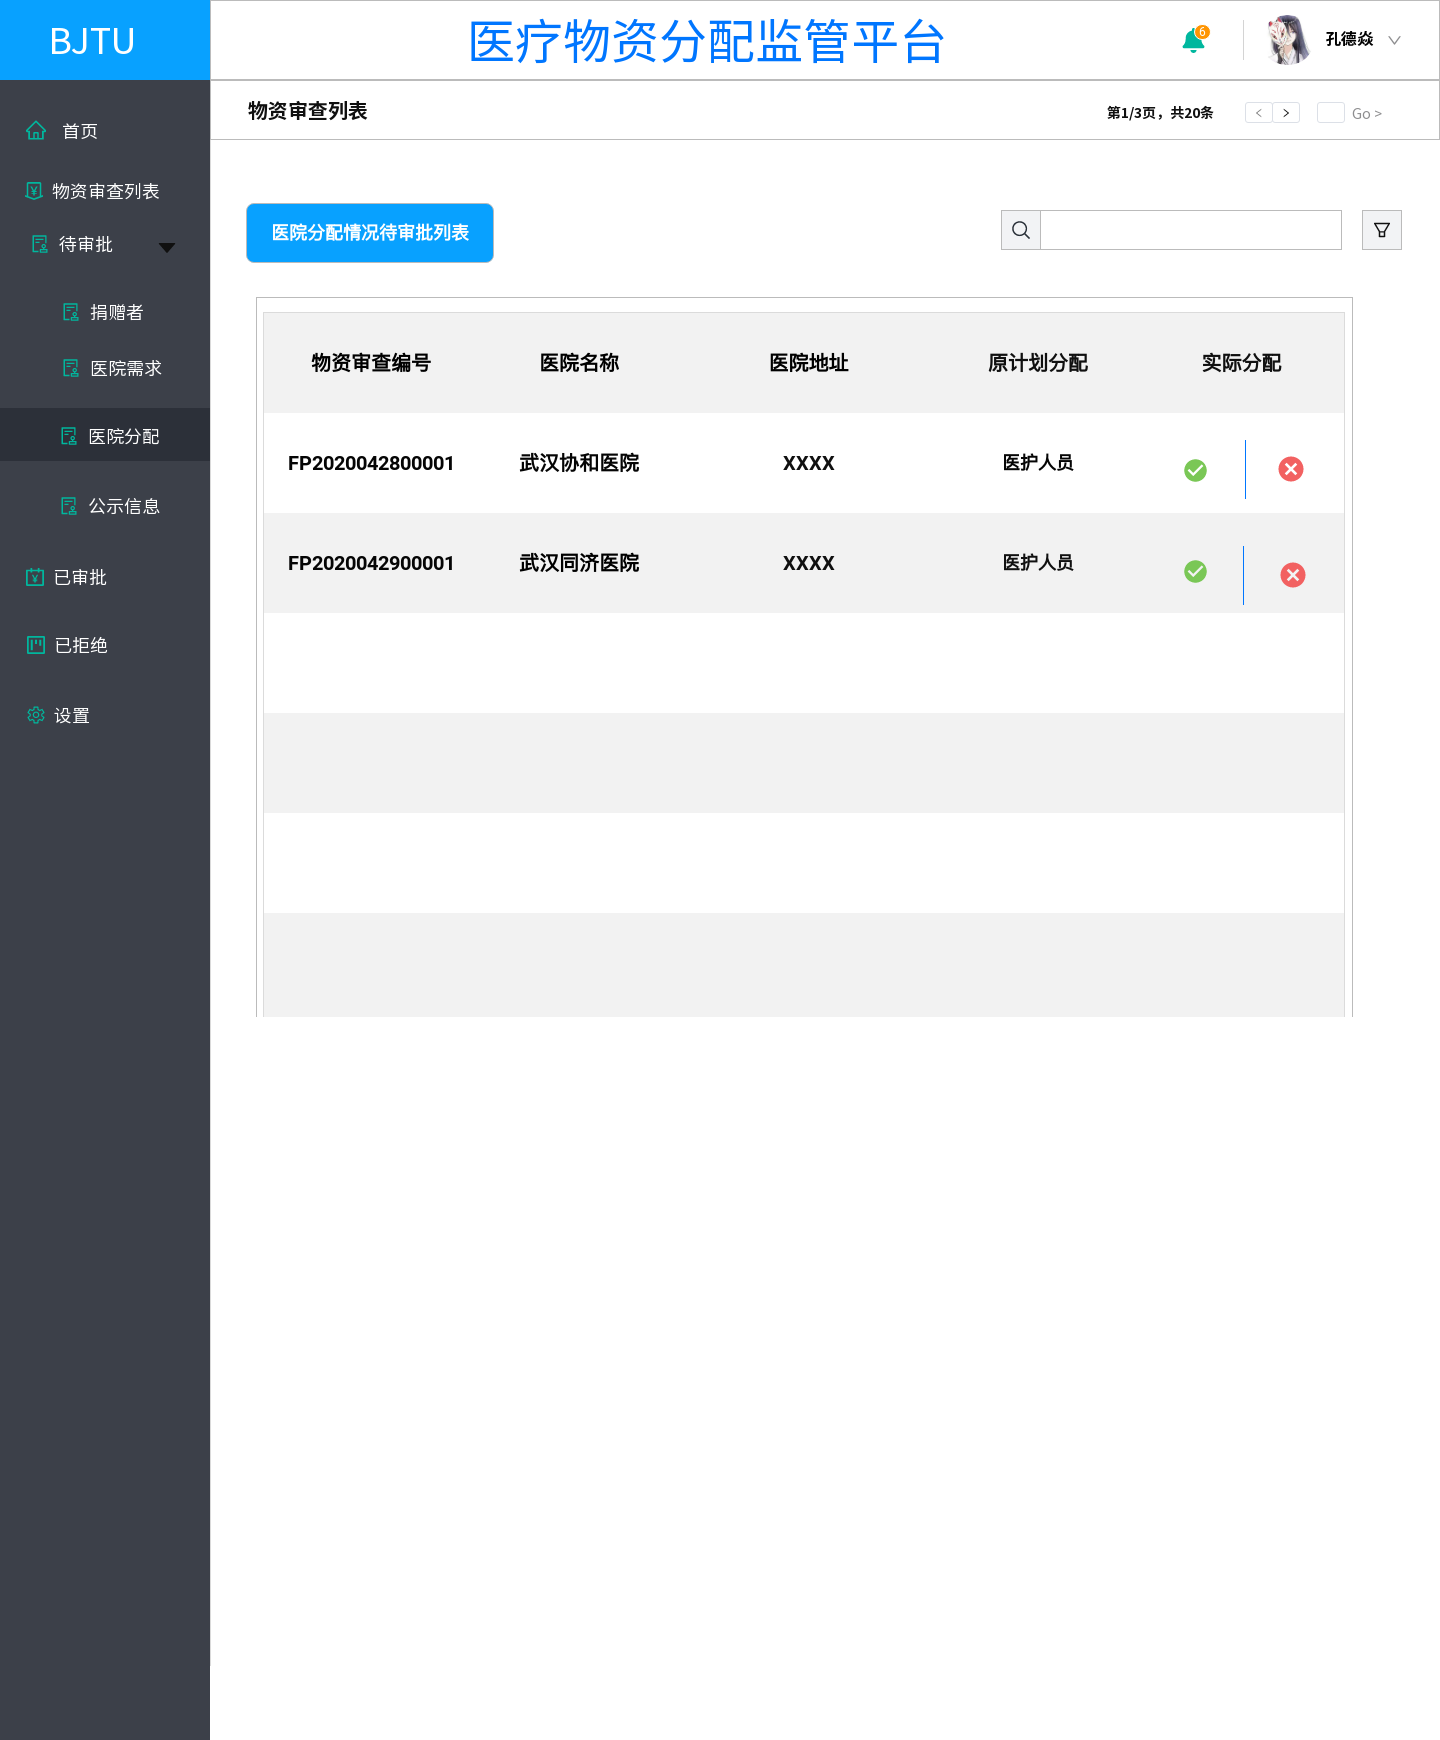 BJTU
医疗物资分配监管平台
6
孔德焱
物资审查列表
第1/3页，共20条
< >
Go >
首页
物资审查列表
待审批
捐赠者
医院需求
医院分配
公示信息
已审批
已拒绝
设置
医院分配情况待审批列表
物资审查编号 医院名称 医院地址 原计划分配 实际分配
FP2020042800001 武汉协和医院 XXXX 医护人员
FP2020042900001 武汉同济医院 XXXX 医护人员